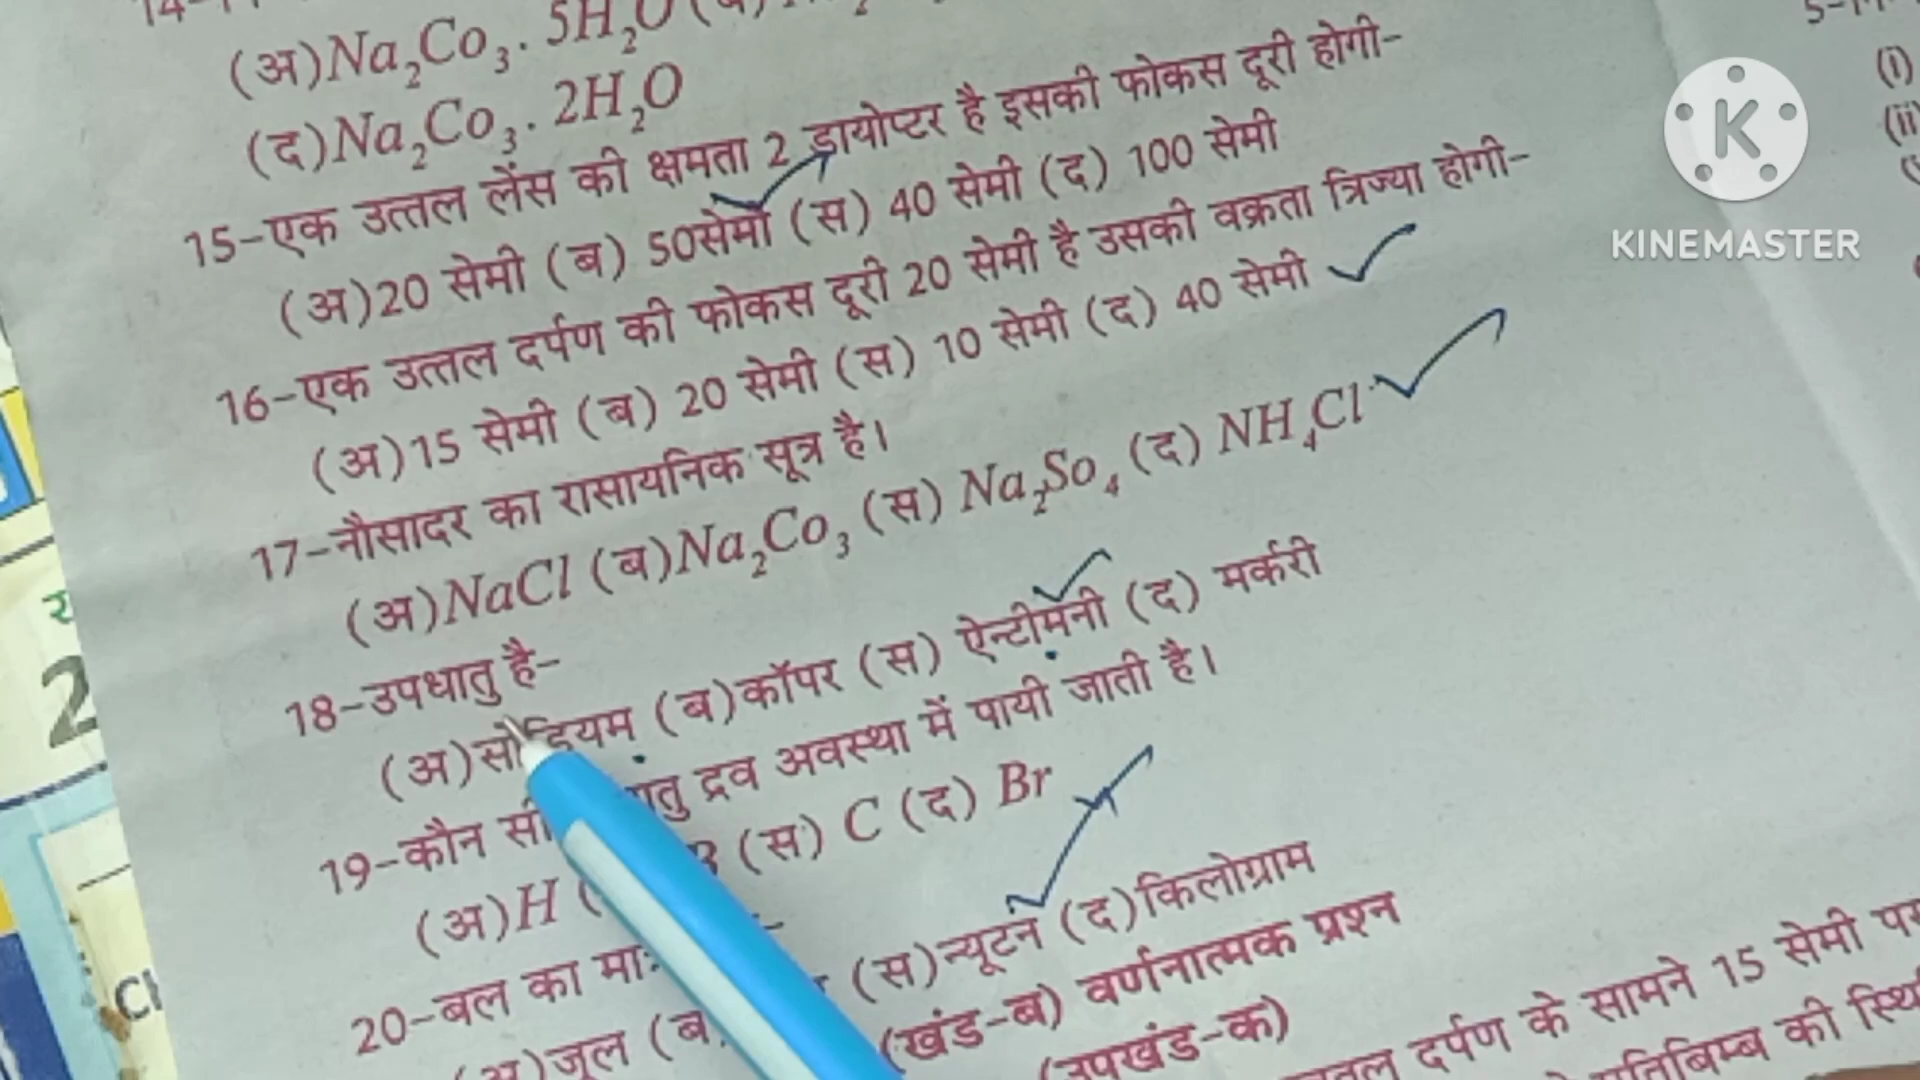 (अ)Na₂Co₃. 5H₂O
(द)Na₂Co₃. 2H₂O
15-एक उत्तल लेंस की क्षमता 2 डायोप्टर है इसकी फोकस दूरी होगी-
(अ)20 सेमी (ब) 50सेमी (स) 40 सेमी (द) 100 सेमी
16-एक उत्तल दर्पण की फोकस दूरी 20 सेमी है उसकी वक्रता त्रिज्या होगी-
(अ)15 सेमी (ब) 20 सेमी (स) 10 सेमी (द) 40 सेमी
17-नौसादर का रासायनिक सूत्र है।
(अ)NaCl (ब)Na₂Co₃ (स) Na₂So₄ (द) NH₄Cl
18-उपधातु है-
(अ)सोडियम (ब)कॉपर (स) ऐन्टीमनी (द) मर्करी
19-कौन द्रव अवस्था में पायी जाती है।
(अ)H (स) C (द) Br
20-बल का
(अ)जूल (ब) (स)न्यूटन (द)किलोग्राम
(खंड-ब) वर्णनात्मक प्रश्न
(उपखंड-क)
दर्पण के सामने 15 सेमी
की
(i)
(ii)
KINEMASTER